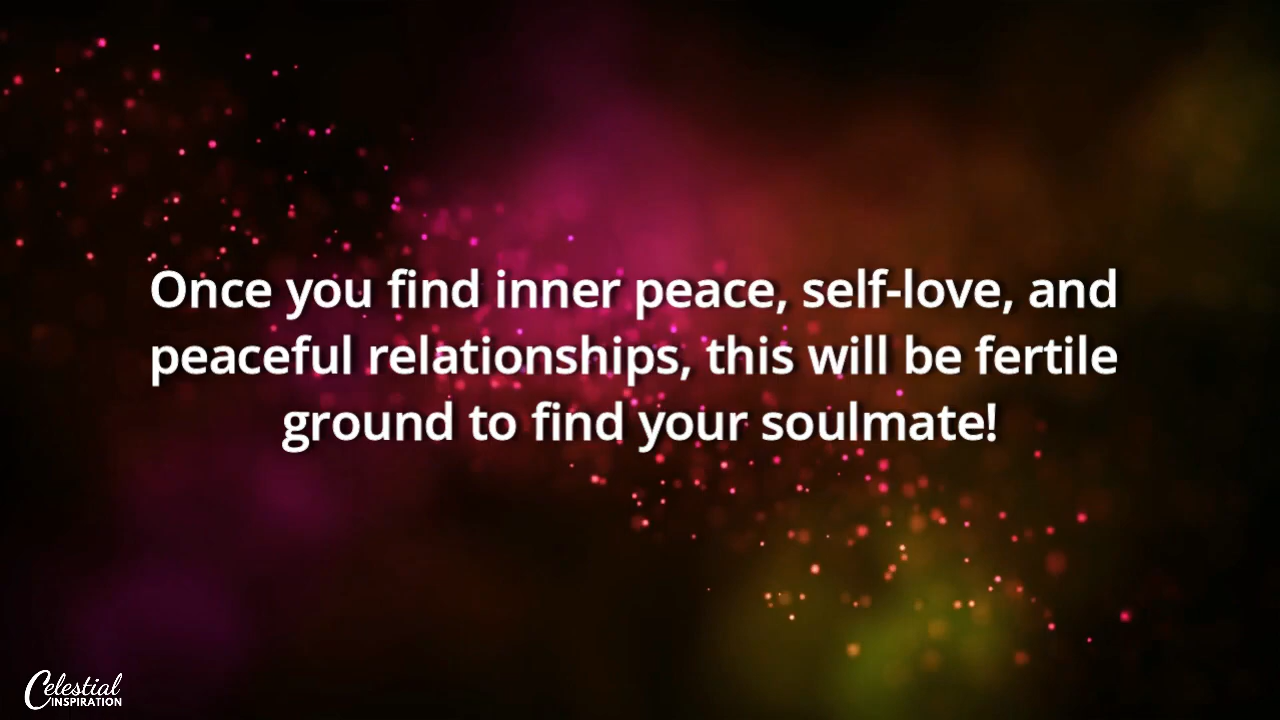 Once you find inner peace, self-love, and
peaceful relationships, this will be fertile
ground to find your soulmate!
Celestial
INSPIRATION